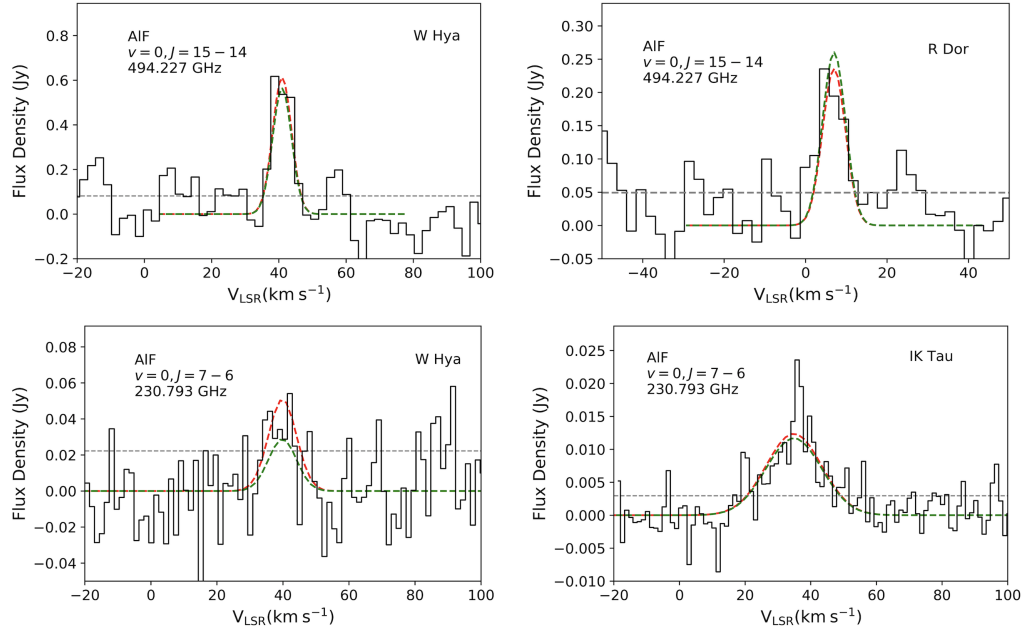 AlF
v = 0, J = 15 − 14
494.227 GHz
W Hya
Flux Density (Jy)
0.8
0.6
0.4
0.2
0.0
−0.2
−20 0 20 40 60 80 100
V_LSR(km s⁻¹)
AlF
v = 0, J = 15 − 14
494.227 GHz
R Dor
Flux Density (Jy)
0.30
0.25
0.20
0.15
0.10
0.05
0.00
−0.05
−40 −20 0 20 40
V_LSR(km s⁻¹)
AlF
v = 0, J = 7 − 6
230.793 GHz
W Hya
Flux Density (Jy)
0.08
0.06
0.04
0.02
0.00
−0.02
−0.04
−20 0 20 40 60 80 100
V_LSR(km s⁻¹)
AlF
v = 0, J = 7 − 6
230.793 GHz
IK Tau
Flux Density (Jy)
0.025
0.020
0.015
0.010
0.005
0.000
−0.005
−0.010
−20 0 20 40 60 80 100
V_LSR(km s⁻¹)